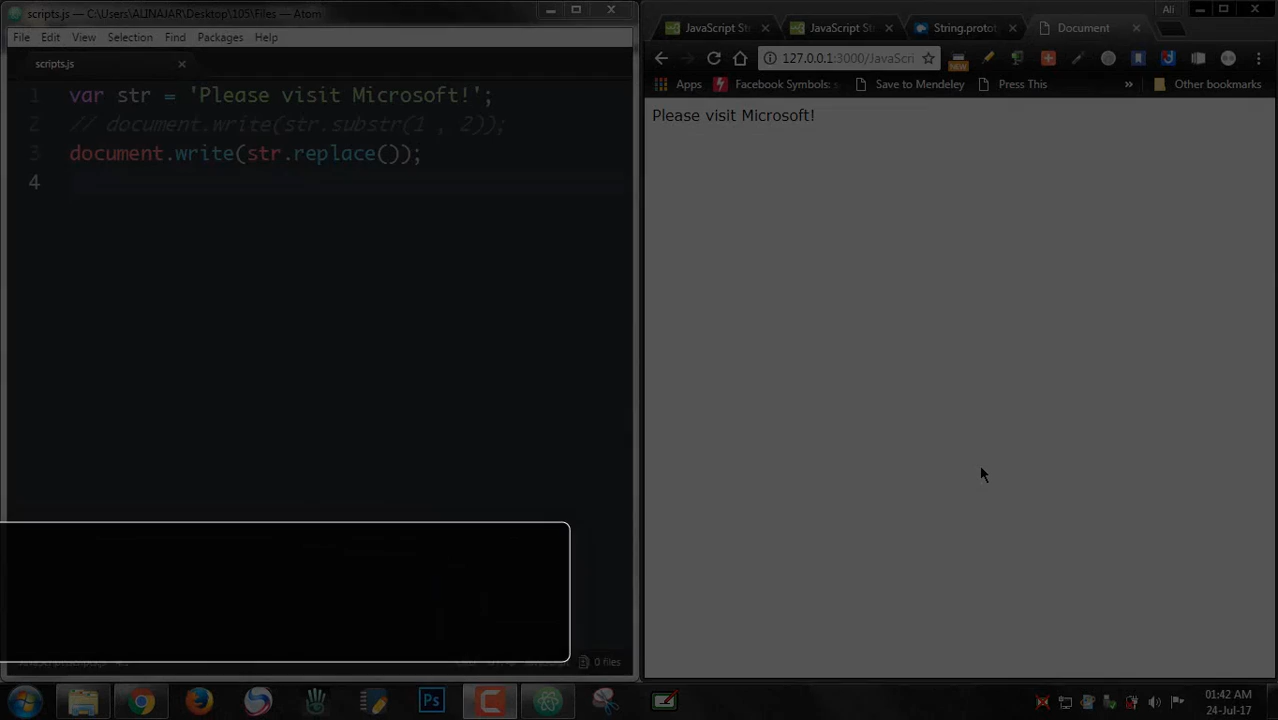 scripts.js — C:\Users\ALINAJAR\Desktop\105\Files — Atom
File Edit View Selection Find Packages Help
scripts.js
1 var str = 'Please visit Microsoft!';
2 // document.write(str.substr(1 , 2));
3 document.write(str.replace());
4
0 files
Ali
JavaScript St
JavaScript St
String.protot
Document
127.0.0.1:3000/JavaScri
NEW
Apps Facebook Symbols: s Save to Mendeley Press This » Other bookmarks
Please visit Microsoft!
Ps
01:42 AM
24-Jul-17